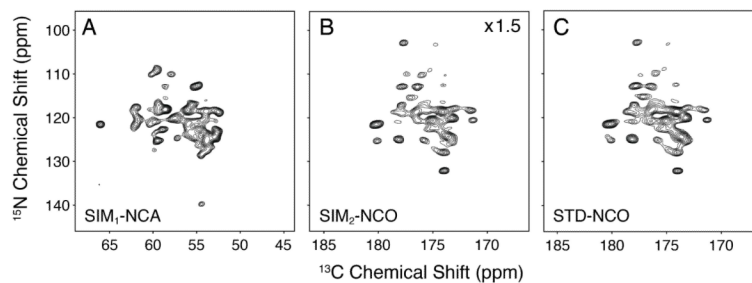 A
B
x1.5
C
100
110
120
130
140
¹⁵N Chemical Shift (ppm)
SIM₁-NCA
SIM₂-NCO
STD-NCO
65 60 55 50 45
185 180 175 170
185 180 175 170
¹³C Chemical Shift (ppm)